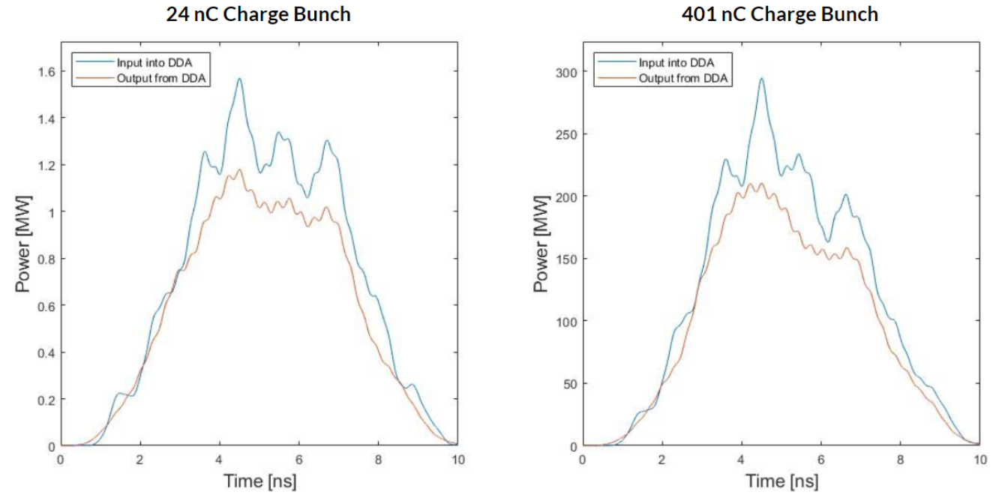 24 nC Charge Bunch
Input into DDA
Output from DDA
1.6
1.4
1.2
1
0.8
0.6
0.4
0.2
0
0 2 4 6 8 10
Power [MW]
Time [ns]
401 nC Charge Bunch
Input into DDA
Output from DDA
300
250
200
150
100
50
0
0 2 4 6 8 10
Power [MW]
Time [ns]